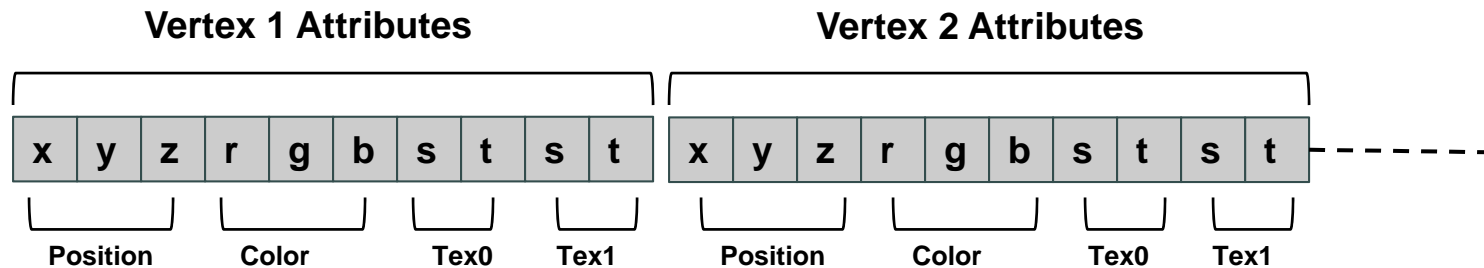 Vertex 1 Attributes Vertex 2 Attributes
x y z r g b s t s t x y z r g b s t s t
Position Color Tex0 Tex1 Position Color Tex0 Tex1